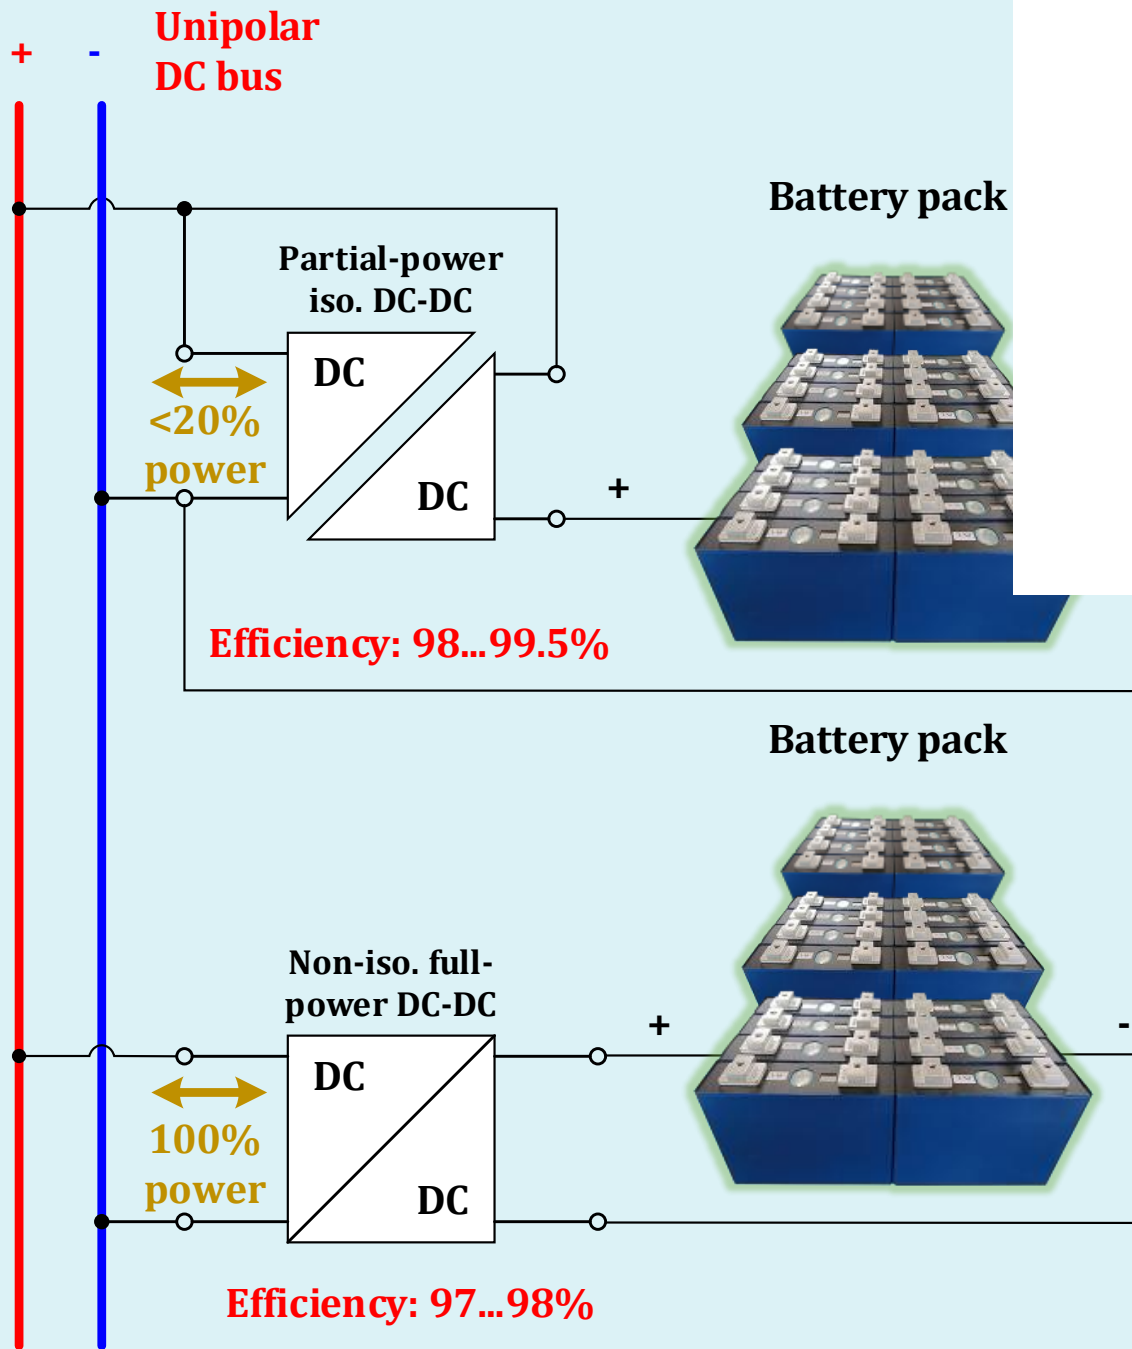 Unipolar
DC bus
+ -
Battery pack
Partial-power
iso. DC-DC
DC
<20%
power
DC
+
Efficiency: 98...99.5%
Battery pack
Non-iso. full-
power DC-DC
+ -
DC
100%
power
DC
Efficiency: 97...98%